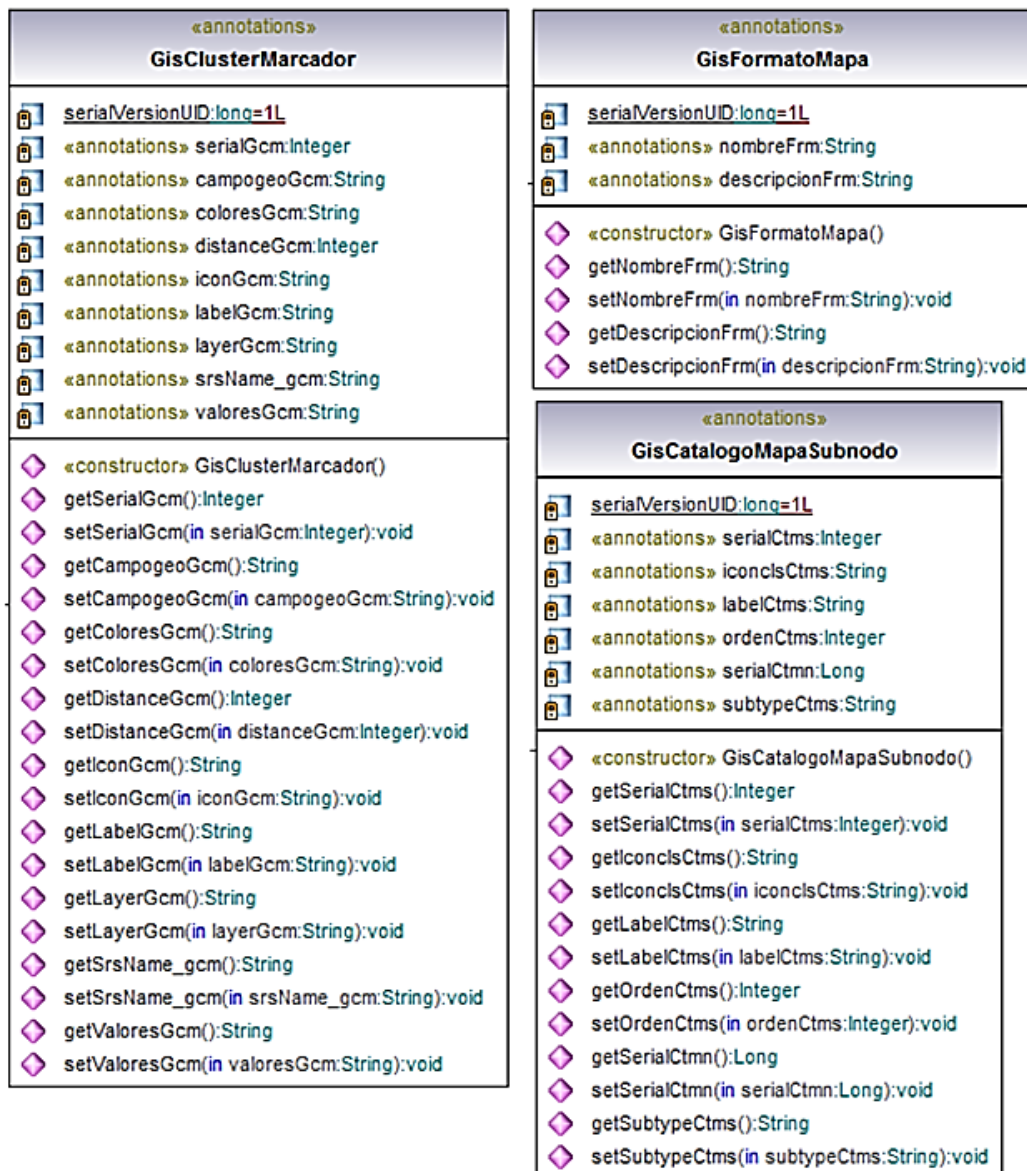 «annotations»
GisClusterMarcador
serialVersionUID:long=1L
«annotations» serialGcm:Integer
«annotations» campogeoGcm:String
«annotations» coloresGcm:String
«annotations» distanceGcm:Integer
«annotations» iconGcm:String
«annotations» labelGcm:String
«annotations» layerGcm:String
«annotations» srsName_gcm:String
«annotations» valoresGcm:String
«constructor» GisClusterMarcador()
getSerialGcm():Integer
setSerialGcm(in serialGcm:Integer):void
getCampogeoGcm():String
setCampogeoGcm(in campogeoGcm:String):void
getColoresGcm():String
setColoresGcm(in coloresGcm:String):void
getDistanceGcm():Integer
setDistanceGcm(in distanceGcm:Integer):void
getIconGcm():String
setIconGcm(in iconGcm:String):void
getLabelGcm():String
setLabelGcm(in labelGcm:String):void
getLayerGcm():String
setLayerGcm(in layerGcm:String):void
getSrsName_gcm():String
setSrsName_gcm(in srsName_gcm:String):void
getValoresGcm():String
setValoresGcm(in valoresGcm:String):void
«annotations»
GisFormatoMapa
serialVersionUID:long=1L
«annotations» nombreFrm:String
«annotations» descripcionFrm:String
«constructor» GisFormatoMapa()
getNombreFrm():String
setNombreFrm(in nombreFrm:String):void
getDescripcionFrm():String
setDescripcionFrm(in descripcionFrm:String):void
«annotations»
GisCatalogoMapaSubnodo
serialVersionUID:long=1L
«annotations» serialCtms:Integer
«annotations» iconclsCtms:String
«annotations» labelCtms:String
«annotations» ordenCtms:Integer
«annotations» serialCtmn:Long
«annotations» subtypeCtms:String
«constructor» GisCatalogoMapaSubnodo()
getSerialCtms():Integer
setSerialCtms(in serialCtms:Integer):void
getIconclsCtms():String
setIconclsCtms(in iconclsCtms:String):void
getLabelCtms():String
setLabelCtms(in labelCtms:String):void
getOrdenCtms():Integer
setOrdenCtms(in ordenCtms:Integer):void
getSerialCtmn():Long
setSerialCtmn(in serialCtmn:Long):void
getSubtypeCtms():String
setSubtypeCtms(in subtypeCtms:String):void